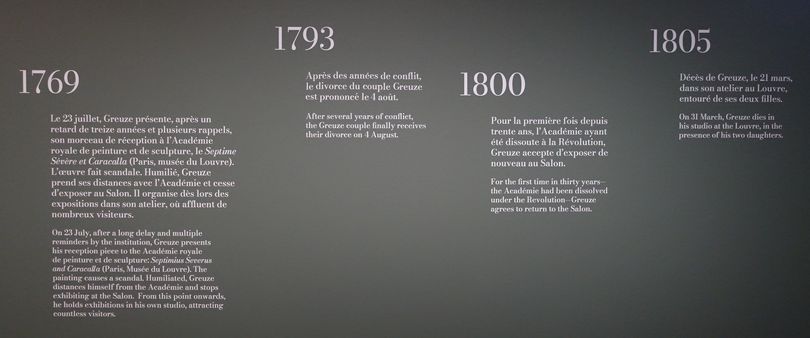 1769
Le 23 juillet, Greuze présente, après un
retard de treize années et plusieurs rappels,
son morceau de réception à l'Académie
royale de peinture et de sculpture, le Septime
Sévère et Caracalla (Paris, musée du Louvre).
L'œuvre fait scandale. Humilié, Greuze
prend ses distances avec l'Académie et cesse
d'exposer au Salon. Il organise dès lors des
expositions dans son atelier, où affluent de
nombreux visiteurs.
On 23 July, after a long delay and multiple
reminders by the institution, Greuze presents
his reception piece to the Académie royale
de peinture et de sculpture: Septimius Severus
and Caracalla (Paris, Musée du Louvre). The
painting causes a scandal. Humiliated, Greuze
distances himself from the Académie and stops
exhibiting at the Salon. From this point onwards,
he holds exhibitions in his own studio, attracting
countless visitors.
1793
Après des années de conflit,
le divorce du couple Greuze
est prononcé le 4 août.
After several years of conflict,
the Greuze couple finally receives
their divorce on 4 August.
1800
Pour la première fois depuis
trente ans, l'Académie ayant
été dissoute à la Révolution,
Greuze accepte d'exposer de
nouveau au Salon.
For the first time in thirty years—
the Académie had been dissolved
under the Revolution—Greuze
agrees to return to the Salon.
1805
Décès de Greuze, le 21 mars,
dans son atelier au Louvre,
entouré de ses deux filles.
On 31 March, Greuze dies in
his studio at the Louvre, in the
presence of his two daughters.